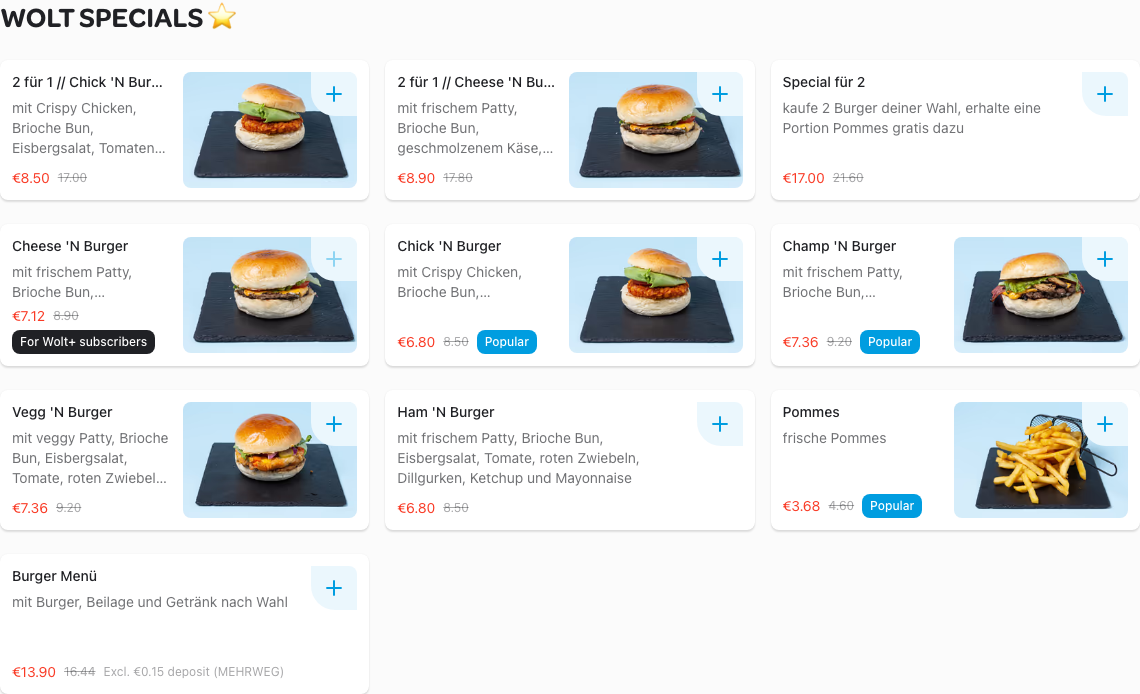 WOLT SPECIALS ⭐
2 für 1 // Chick 'N Bur...
mit Crispy Chicken,
Brioche Bun,
Eisbergsalat, Tomaten...
€8.50 17.00
2 für 1 // Cheese 'N Bu...
mit frischem Patty,
Brioche Bun,
geschmolzenem Käse,...
€8.90 17.80
Special für 2
kaufe 2 Burger deiner Wahl, erhalte eine
Portion Pommes gratis dazu
€17.00 21.60
Cheese 'N Burger
mit frischem Patty,
Brioche Bun,...
€7.12 8.90
For Wolt+ subscribers
Chick 'N Burger
mit Crispy Chicken,
Brioche Bun,...
€6.80 8.50 Popular
Champ 'N Burger
mit frischem Patty,
Brioche Bun,...
€7.36 9.20 Popular
Vegg 'N Burger
mit veggy Patty, Brioche
Bun, Eisbergsalat,
Tomate, roten Zwiebel...
€7.36 9.20
Ham 'N Burger
mit frischem Patty, Brioche Bun,
Eisbergsalat, Tomate, roten Zwiebeln,
Dillgurken, Ketchup und Mayonnaise
€6.80 8.50
Pommes
frische Pommes
€3.68 4.60 Popular
Burger Menü
mit Burger, Beilage und Getränk nach Wahl
€13.90 16.44 Excl. €0.15 deposit (MEHRWEG)